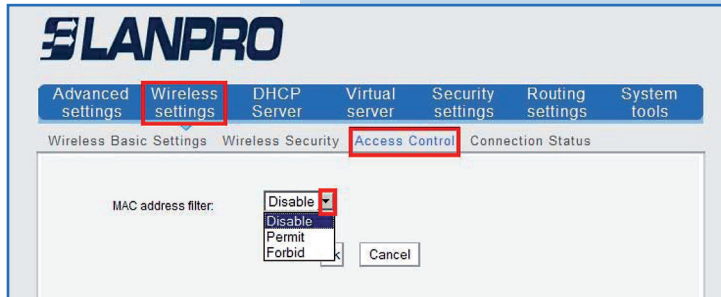 LANPRO
Advanced settings Wireless settings DHCP Server Virtual server Security settings Routing settings System tools
Wireless Basic Settings Wireless Security Access Control Connection Status
MAC address filter: Disable
Disable
Permit
Forbid
k Cancel